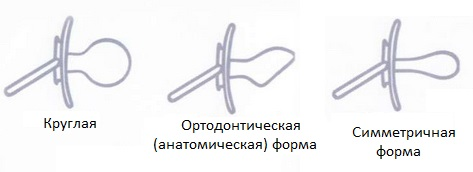 Круглая
Ортодонтическая
(анатомическая) форма
Симметричная
форма